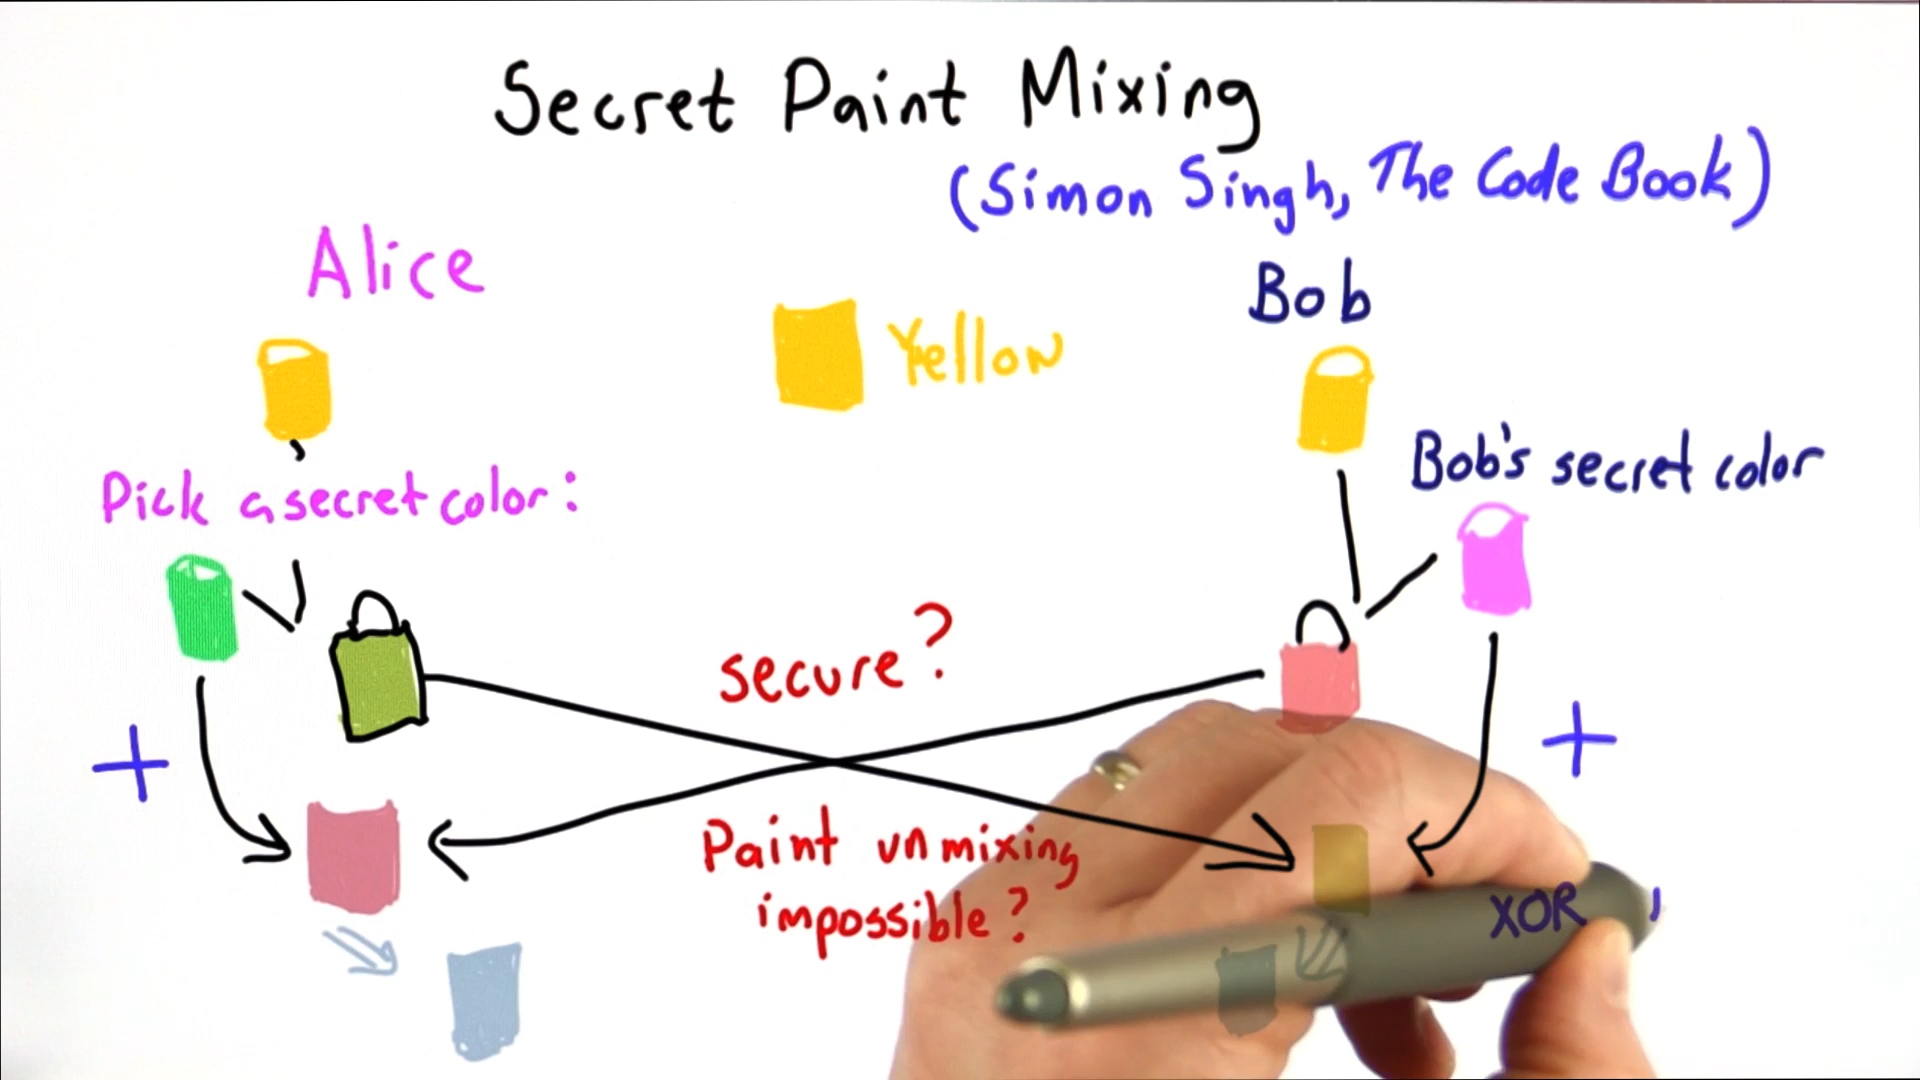 Secret Paint Mixing
(Simon Singh, The Code Book)
Alice
Bob
Yellow
Bob's secret color
Pick a secret color:
secure?
+
+
Paint unmixing
impossible?
XOR